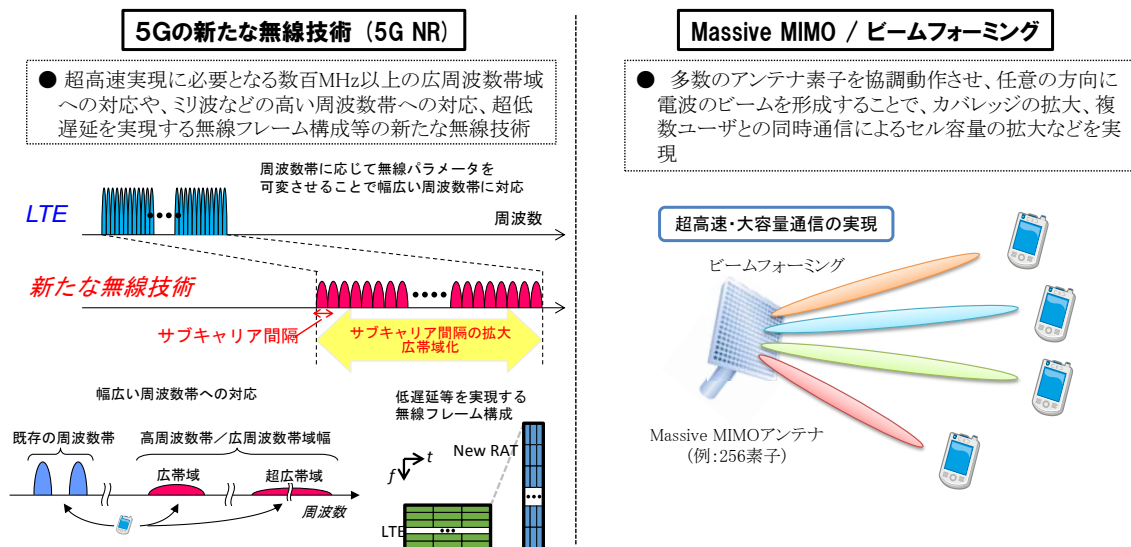 5Gの新たな無線技術 (5G NR)
● 超高速実現に必要となる数百MHz以上の広周波数帯域
への対応や、ミリ波などの高い周波数帯への対応、超低
遅延を実現する無線フレーム構成等の新たな無線技術
周波数帯に応じて無線パラメータを
可変させることで幅広い周波数帯に対応
LTE
周波数
新たな無線技術
サブキャリア間隔
サブキャリア間隔の拡大
広帯域化
幅広い周波数帯への対応
既存の周波数帯
高周波数帯/広周波数帯域幅
広帯域
超広帯域
周波数
低遅延等を実現する
無線フレーム構成
New RAT
t
f
LTE
Massive MIMO / ビームフォーミング
● 多数のアンテナ素子を協調動作させ、任意の方向に
電波のビームを形成することで、カバレッジの拡大、複
数ユーザとの同時通信によるセル容量の拡大などを実
現
超高速・大容量通信の実現
ビームフォーミング
Massive MIMOアンテナ
(例:256素子)